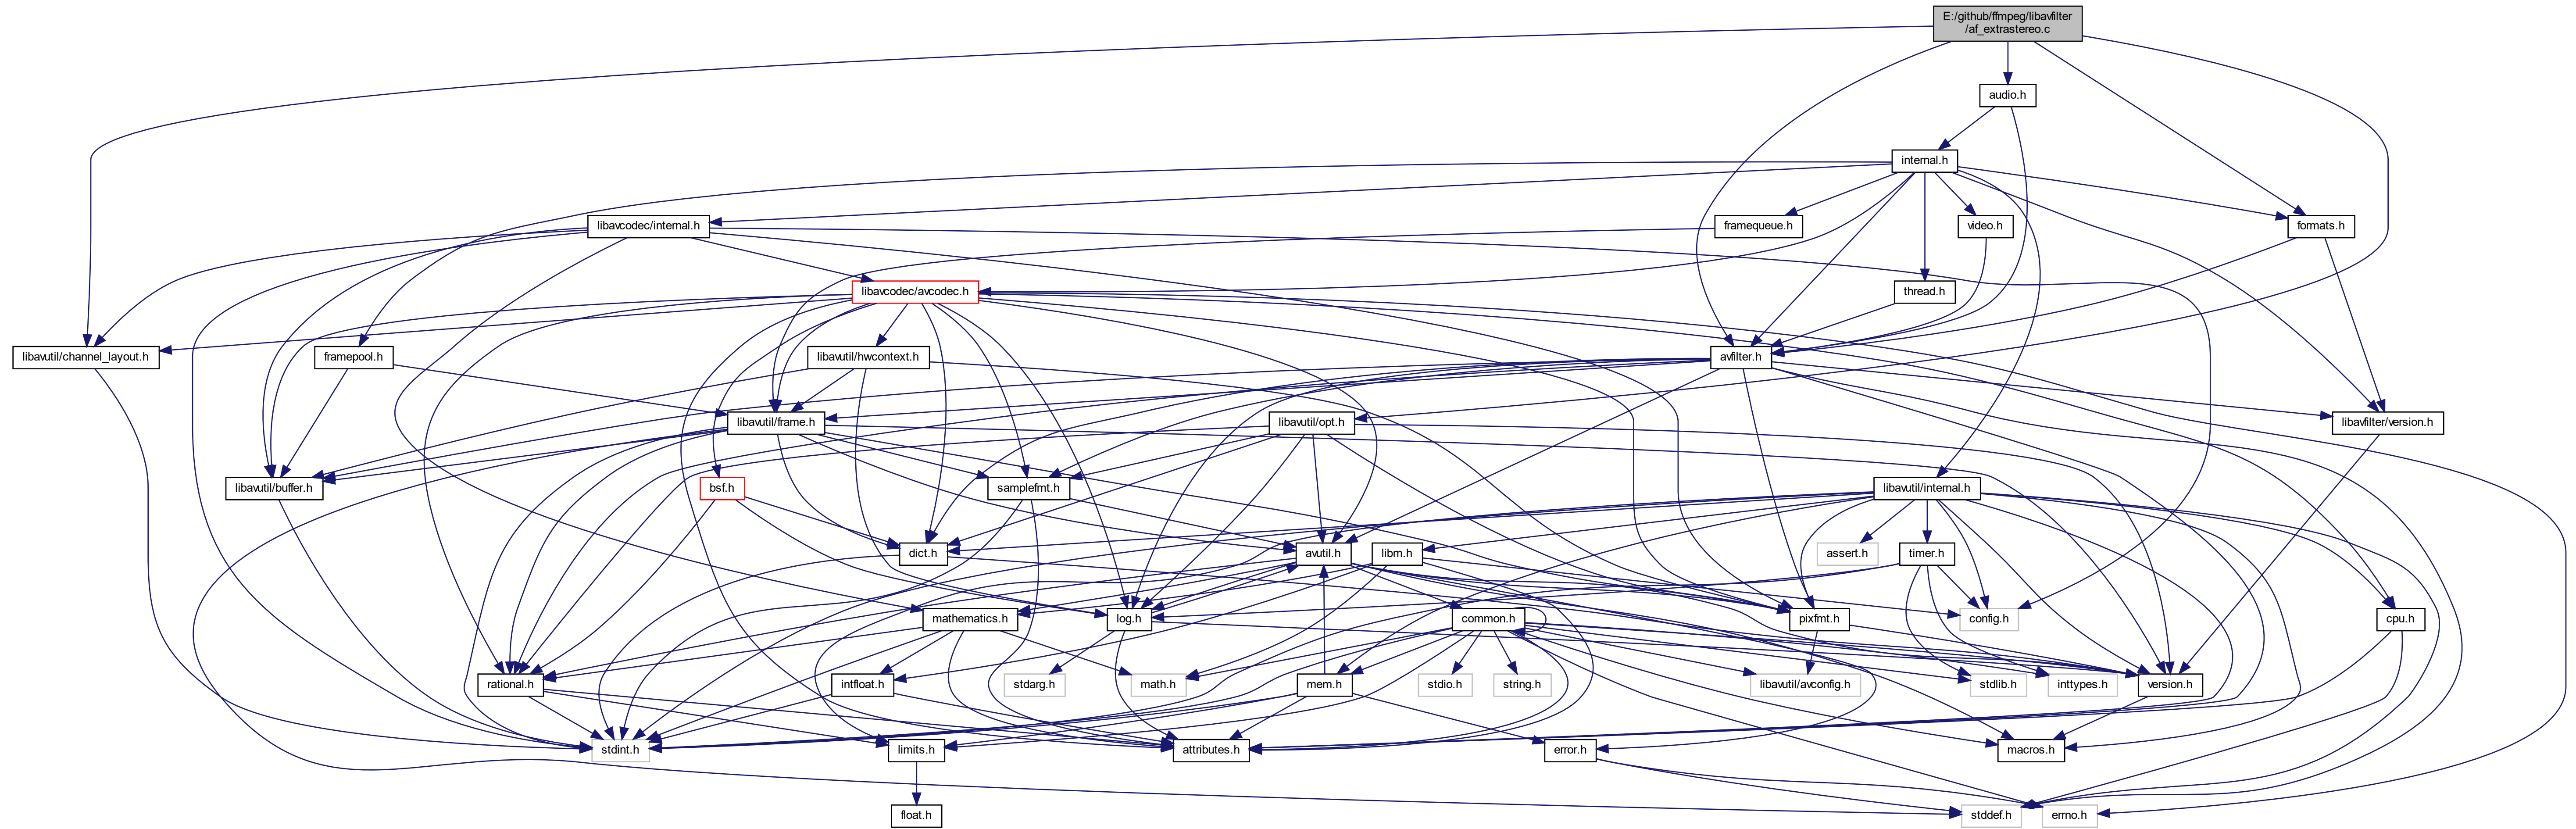 E:/github/ffmpeg/libavfilter
/af_extrastereo.c
audio.h
internal.h
libavcodec/internal.h
framequeue.h
video.h
formats.h
libavcodec/avcodec.h
thread.h
libavutil/channel_layout.h
framepool.h
libavutil/hwcontext.h
avfilter.h
libavutil/frame.h
libavutil/opt.h
libavfilter/version.h
libavutil/buffer.h
bsf.h
samplefmt.h
libavutil/internal.h
dict.h
avutil.h
libm.h
assert.h
timer.h
mathematics.h
log.h
common.h
pixfmt.h
config.h
cpu.h
rational.h
intfloat.h
stdarg.h
math.h
mem.h
stdio.h
string.h
libavutil/avconfig.h
stdlib.h
inttypes.h
version.h
stdint.h
limits.h
attributes.h
error.h
macros.h
float.h
stddef.h
errno.h